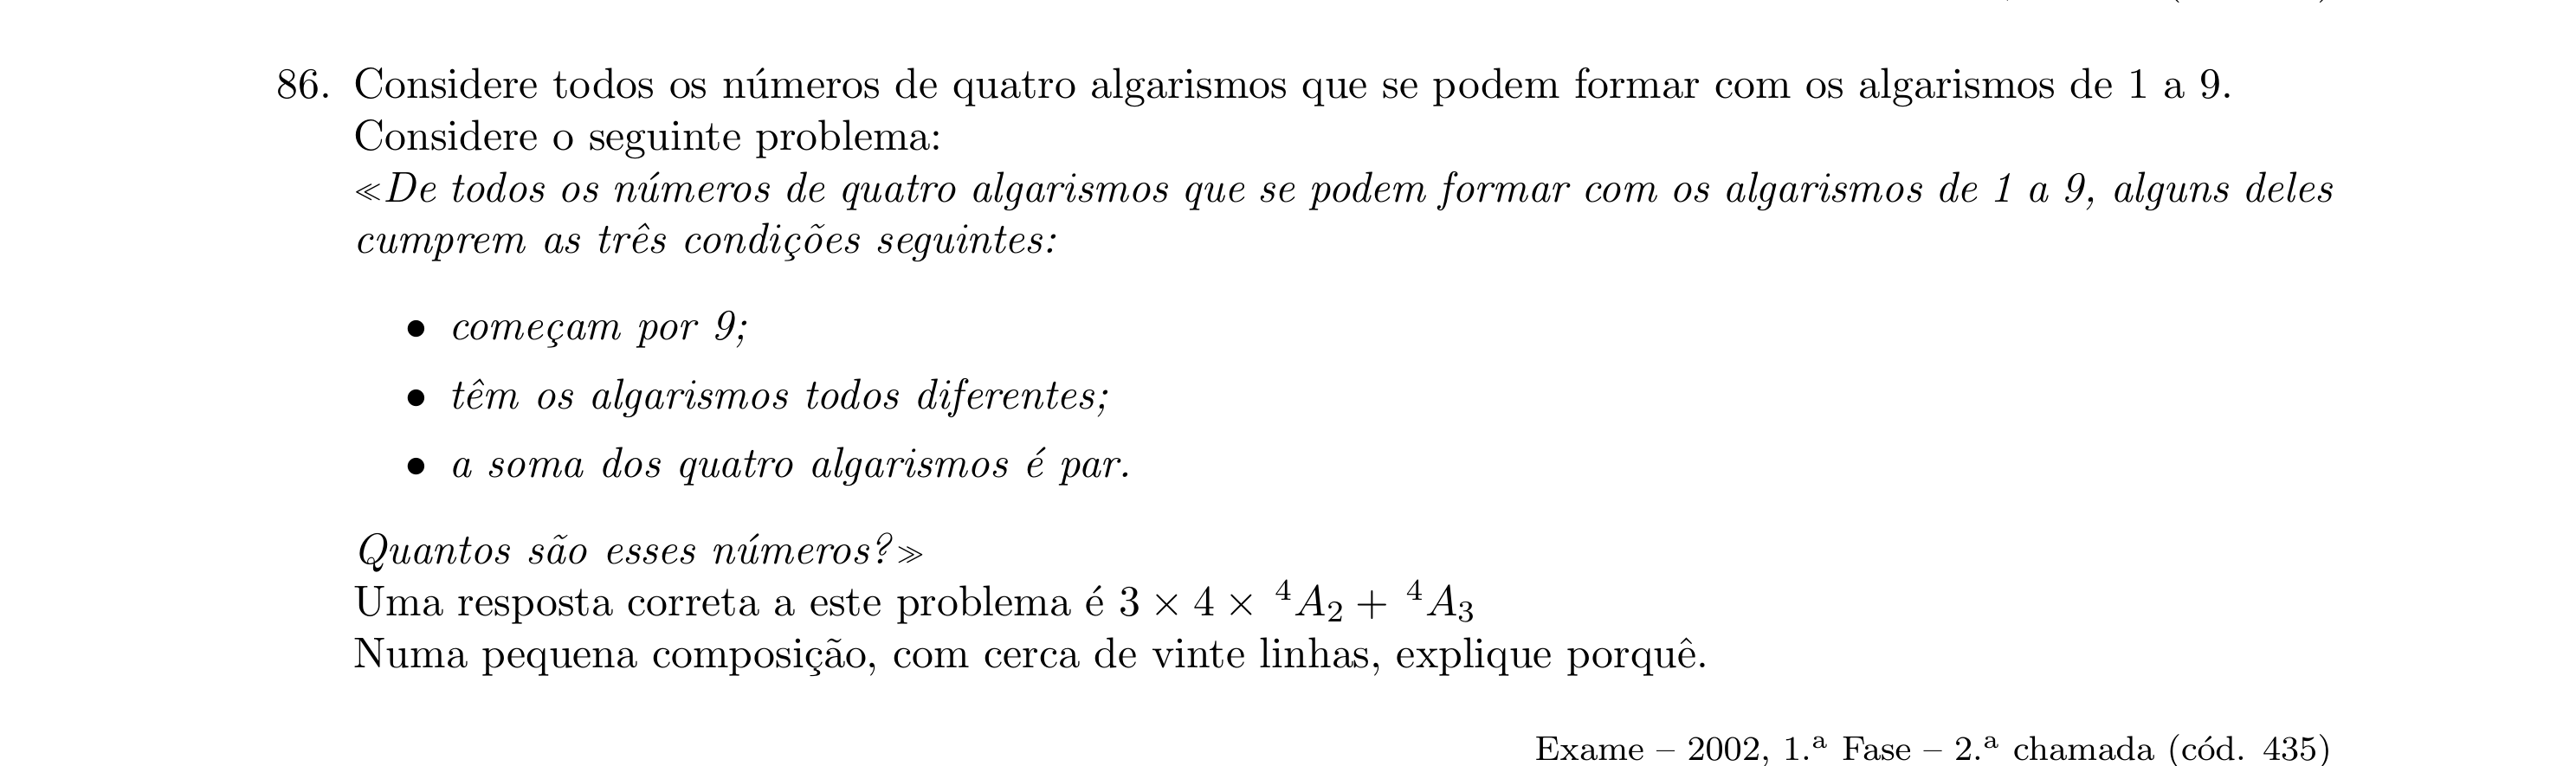 86. Considere todos os números de quatro algarismos que se podem formar com os algarismos de 1 a 9.
Considere o seguinte problema:
≪De todos os números de quatro algarismos que se podem formar com os algarismos de 1 a 9, alguns deles
cumprem as três condições seguintes:
• começam por 9;
• têm os algarismos todos diferentes;
• a soma dos quatro algarismos é par.
Quantos são esses números?≫
Uma resposta correta a este problema é 3 × 4 × ⁴A₂ + ⁴A₃
Numa pequena composição, com cerca de vinte linhas, explique porquê.
Exame – 2002, 1.ª Fase – 2.ª chamada (cód. 435)